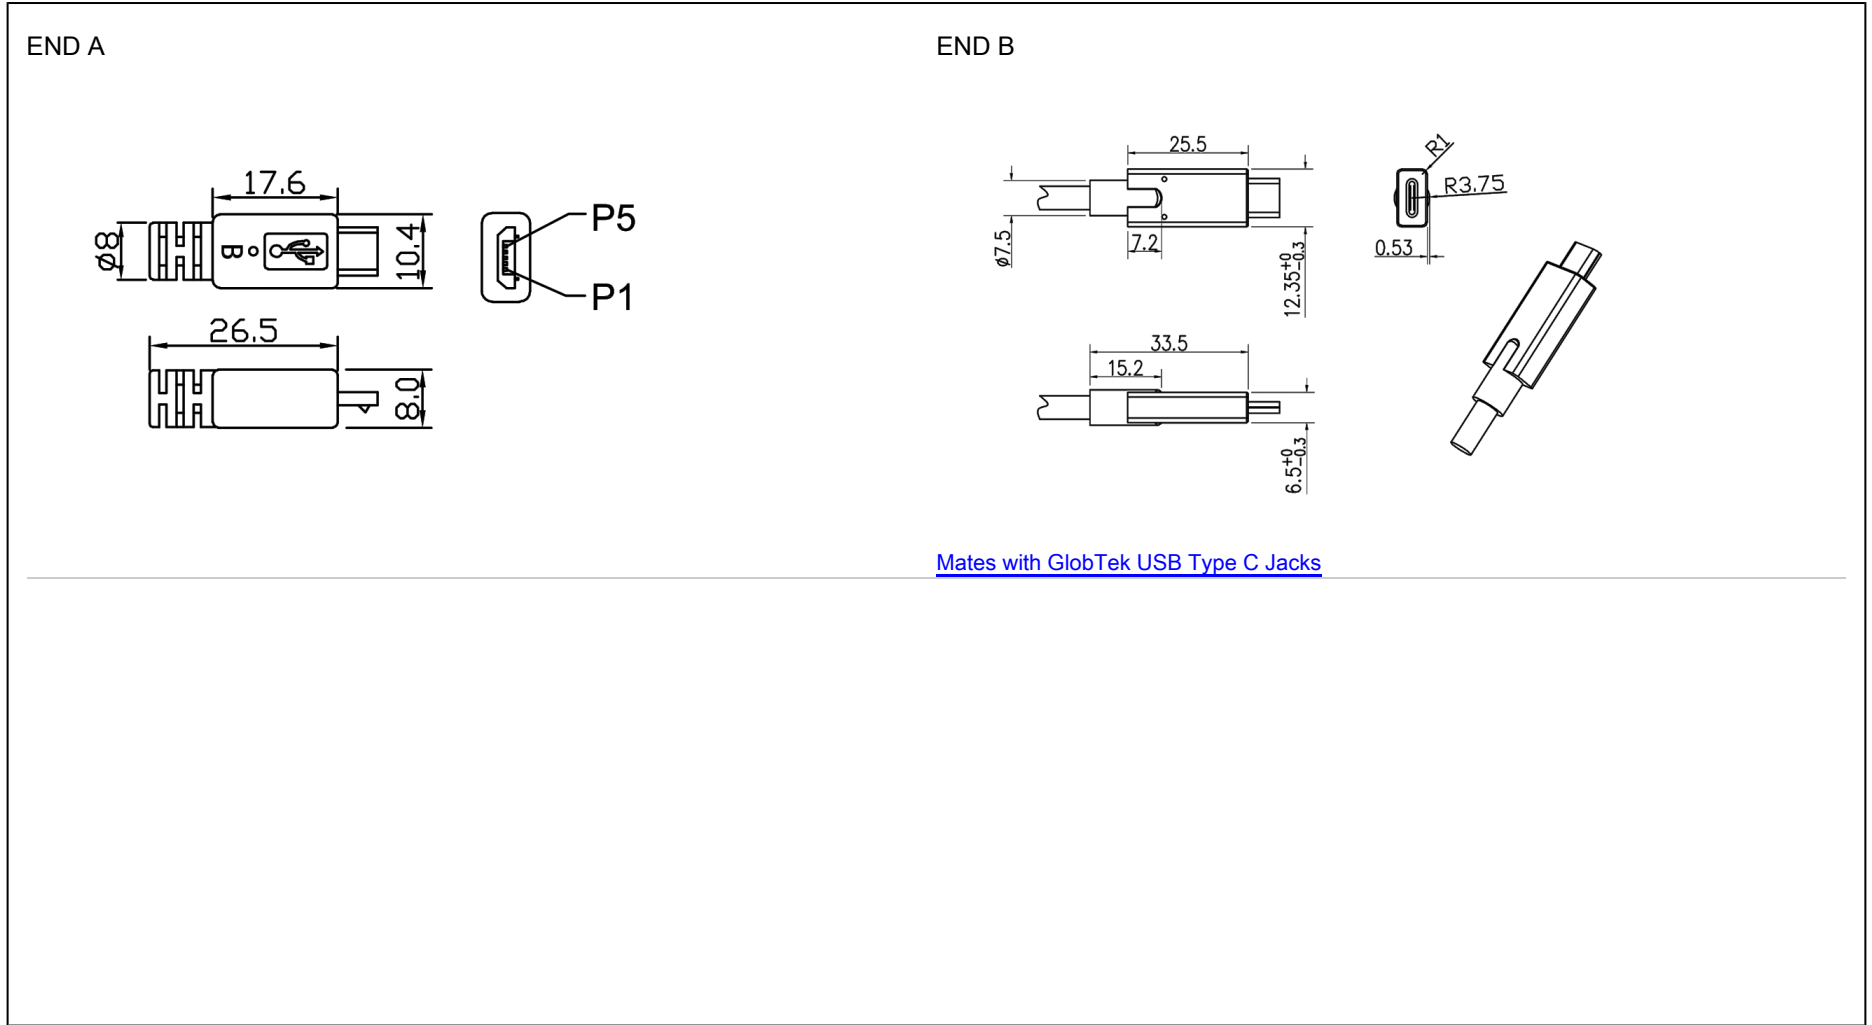 END A
END B
17.6
Ø8
B
10.4
P5
P1
26.5
8.0
25.5
Ø7.5
7.2
12.35+0-0.3
R1
R3.75
0.53
33.5
15.2
6.5+0-0.3
Mates with GlobTek USB Type C Jacks